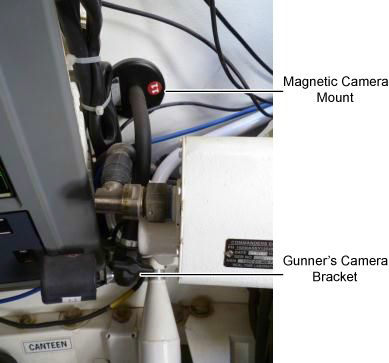 Magnetic Camera
Mount
COMMANDERS
Gunner's Camera
Bracket
CANTEEN